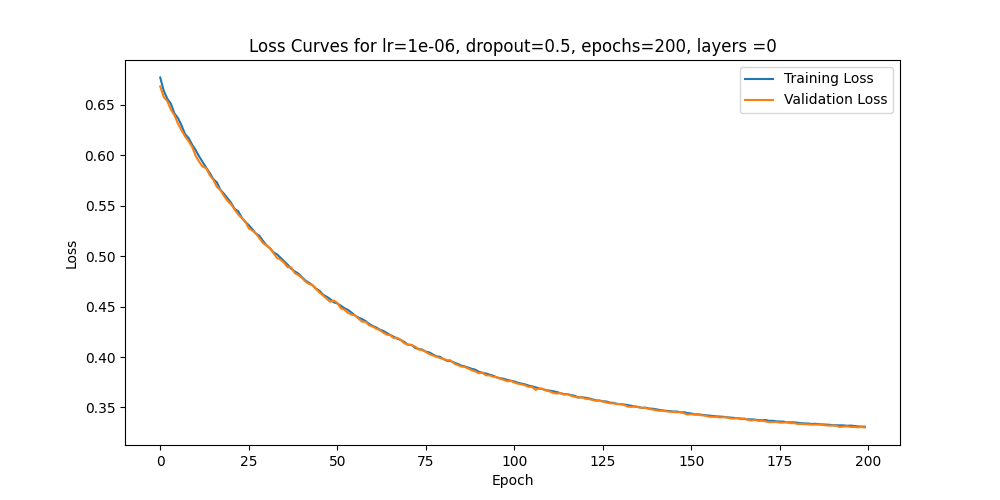 Loss Curves for lr=1e-06, dropout=0.5, epochs=200, layers =0
Training Loss
Validation Loss
0.65
0.60
0.55
0.50
0.45
0.40
0.35
Loss
0 25 50 75 100 125 150 175 200
Epoch